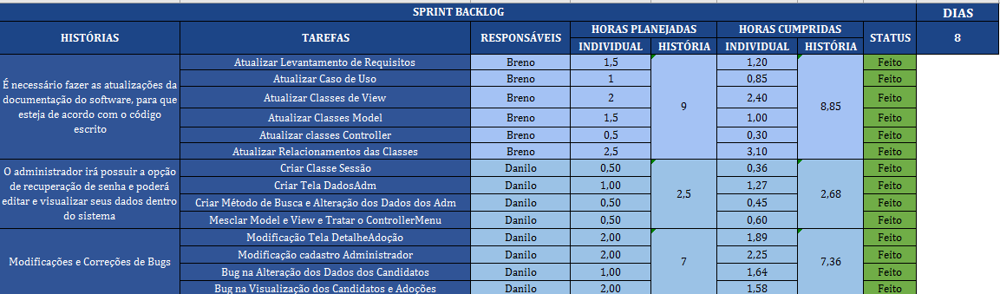 SPRINT BACKLOG DIAS
HISTÓRIAS TAREFAS RESPONSÁVEIS HORAS PLANEJADAS HORAS CUMPRIDAS STATUS 8
INDIVIDUAL HISTÓRIA INDIVIDUAL HISTÓRIA
É necessário fazer as atualizações da
documentação do software, para que
esteja de acordo com o código
escrito
Atualizar Levantamento de Requisitos Breno 1,5 9 1,20 8,85 Feito
Atualizar Caso de Uso Breno 1 0,85 Feito
Atualizar Classes de View Breno 2 2,40 Feito
Atualizar Classes Model Breno 1,5 1,00 Feito
Atualizar classes Controller Breno 0,5 0,30 Feito
Atualizar Relacionamentos das Classes Breno 2,5 3,10 Feito
O administrador irá possuir a opção
de recuperação de senha e poderá
editar e visualizar seus dados dentro
do sistema
Criar Classe Sessão Danilo 0,50 2,5 0,36 2,68 Feito
Criar Tela DadosAdm Danilo 1,00 1,27 Feito
Criar Método de Busca e Alteração dos Dados dos Adm Danilo 0,50 0,45 Feito
Mesclar Model e View e Tratar o ControllerMenu Danilo 0,50 0,60 Feito
Modificações e Correções de Bugs
Modificação Tela DetalheAdoção Danilo 2,00 7 1,89 7,36 Feito
Modificação cadastro Administrador Danilo 2,00 2,25 Feito
Bug na Alteração dos Dados dos Candidatos Danilo 1,00 1,64 Feito
Bug na Visualização dos Candidatos e Adoções Danilo 2,00 1,58 Feito